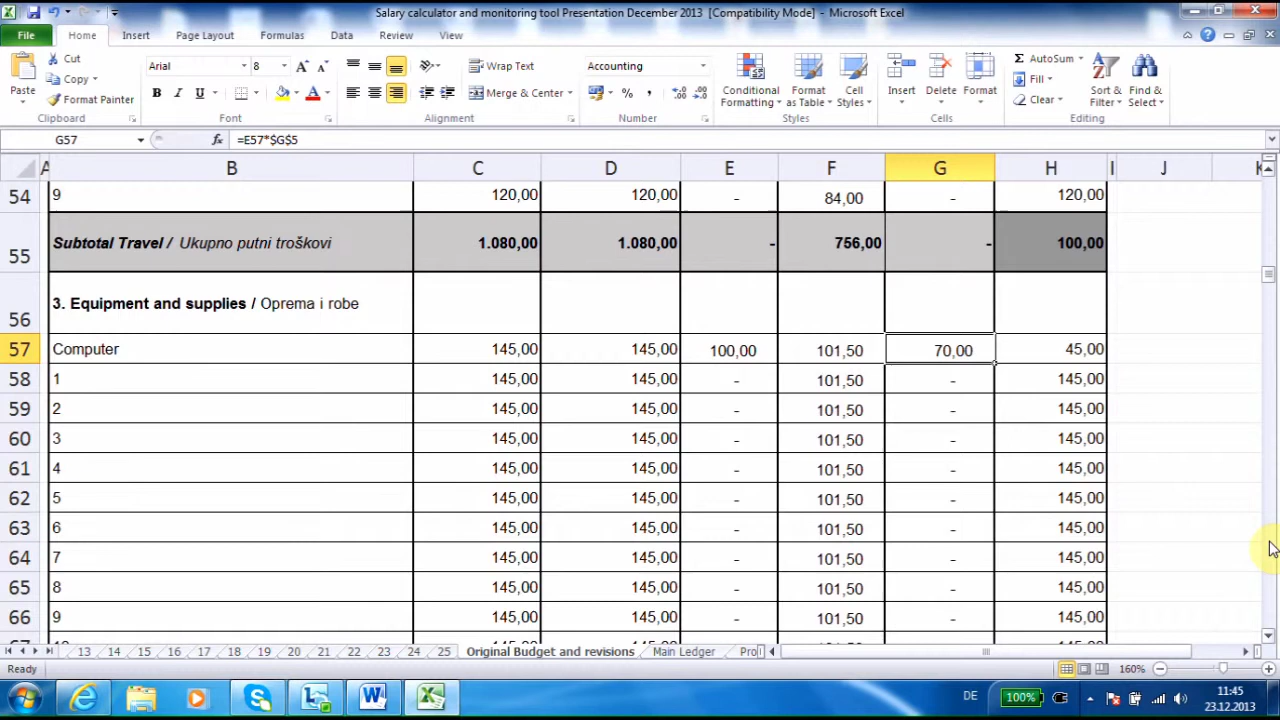 Salary calculator and monitoring tool Presentation December 2013 [Compatibility Mode] - Microsoft Excel
File Home Insert Page Layout Formulas Data Review View
Cut
Copy
Format Painter
Paste
Clipboard
Arial 8
B I U
Font
Wrap Text
Merge & Center
Alignment
Accounting
Number
Conditional Formatting
Format as Table
Cell Styles
Styles
Insert Delete Format
Cells
AutoSum
Fill
Clear
Sort & Filter
Find & Select
Editing
G57 fx =E57*$G$5
A B C D E F G H I J K
54 9 120,00 120,00 - 84,00 - 120,00
55 Subtotal Travel / Ukupno putni troškovi 1.080,00 1.080,00 - 756,00 - 100,00
56 3. Equipment and supplies / Oprema i robe
57 Computer 145,00 145,00 100,00 101,50 70,00 45,00
58 1 145,00 145,00 - 101,50 - 145,00
59 2 145,00 145,00 - 101,50 - 145,00
60 3 145,00 145,00 - 101,50 - 145,00
61 4 145,00 145,00 - 101,50 - 145,00
62 5 145,00 145,00 - 101,50 - 145,00
63 6 145,00 145,00 - 101,50 - 145,00
64 7 145,00 145,00 - 101,50 - 145,00
65 8 145,00 145,00 - 101,50 - 145,00
66 9 145,00 145,00 - 101,50 - 145,00
13 14 15 16 17 18 19 20 21 22 23 24 25 Original Budget and revisions Main Ledger
Ready 160%
DE 100% 11:45
23.12.2013